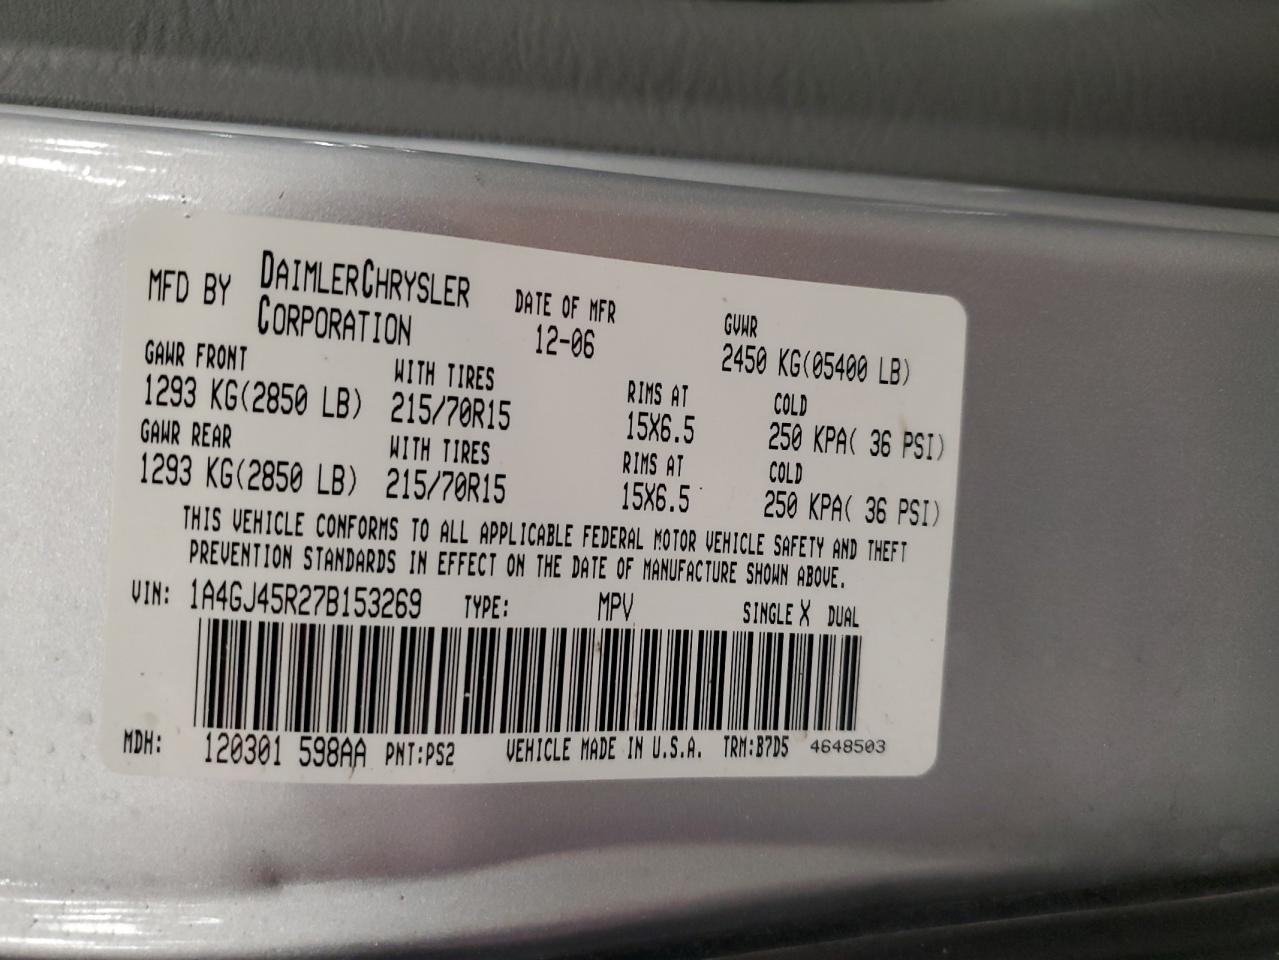 MFD BY DAIMLERCHRYSLER CORPORATION
DATE OF MFR 12-06
GVWR 2450 KG(05400 LB)
GAWR FRONT WITH TIRES RIMS AT COLD
1293 KG(2850 LB) 215/70R15 15X6.5 250 KPA( 36 PSI)
GAWR REAR WITH TIRES RIMS AT COLD
1293 KG(2850 LB) 215/70R15 15X6.5 250 KPA( 36 PSI)
THIS VEHICLE CONFORMS TO ALL APPLICABLE FEDERAL MOTOR VEHICLE SAFETY AND THEFT
PREVENTION STANDARDS IN EFFECT ON THE DATE OF MANUFACTURE SHOWN ABOVE.
VIN: 1A4GJ45R27B153269 TYPE: MPV SINGLE X DUAL
MDH: 120301 598AA PNT:PS2 VEHICLE MADE IN U.S.A. TRM:B7D5 4648503